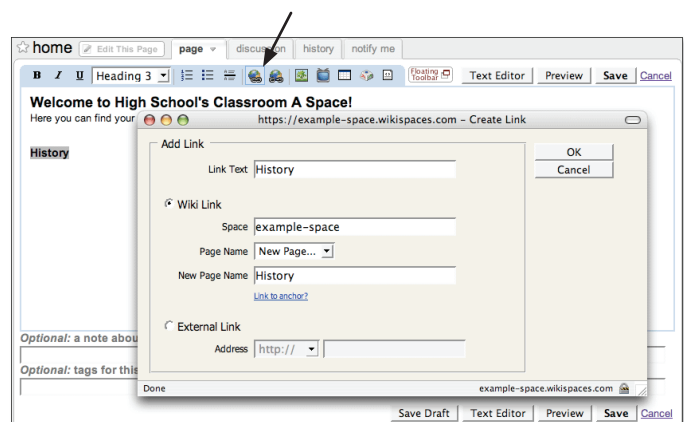 home Edit This Page page discussion history notify me
B I U Heading 3 Floating Toolbar Text Editor Preview Save Cancel
Welcome to High School's Classroom A Space!
Here you can find your
https://example-space.wikispaces.com – Create Link
History
Add Link
OK
Link Text History
Cancel
Wiki Link
Space example-space
Page Name New Page...
New Page Name History
Link to anchor?
External Link
Address http://
Optional: a note abou
Optional: tags for this
Done example-space.wikispaces.com
Save Draft Text Editor Preview Save Cancel